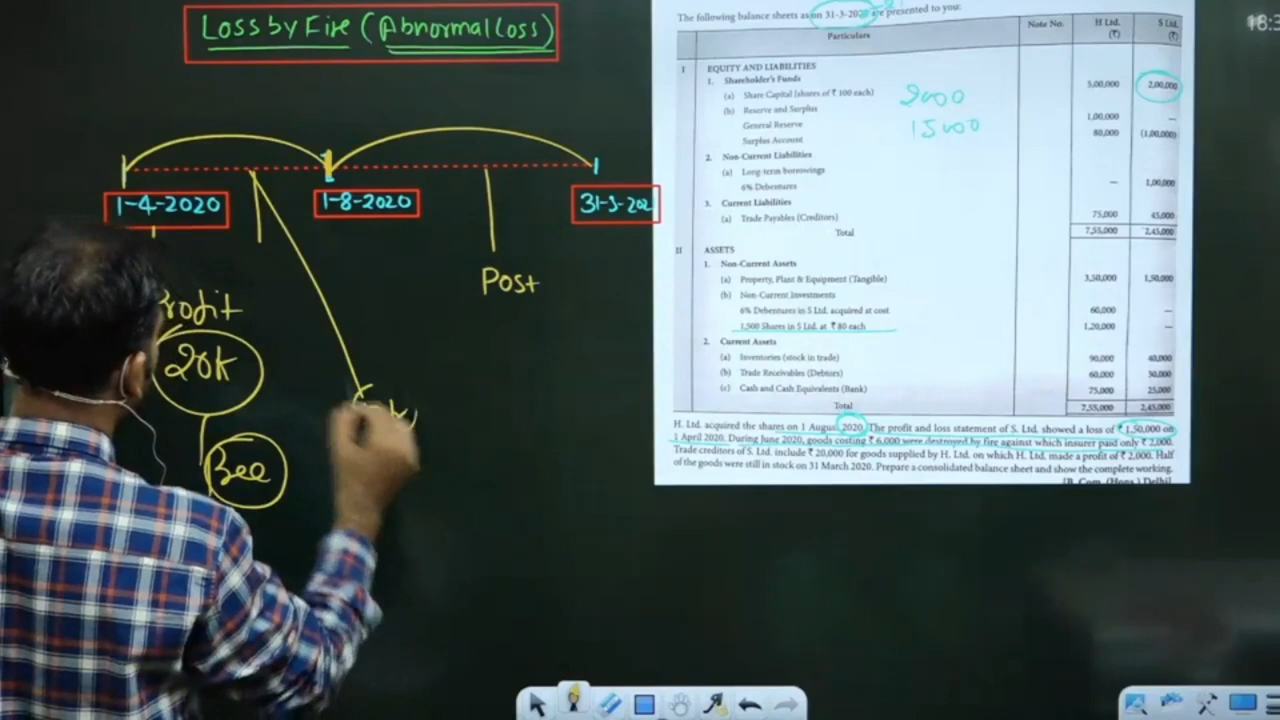 Loss by Fire (Abnormal Loss)
1-4-2020
1-8-2020
31-3-202
Profit
20K
Bee
Post
The following balance sheets as on 31-3-202 are presented to you:
Particulars Note No. H Ltd. (₹) S Ltd. (₹)
I EQUITY AND LIABILITIES
1. Shareholder's Funds
(a) Share Capital (shares of ₹ 100 each) 5,00,000 2,00,000
(b) Reserve and Surplus
General Reserve 1,00,000 —
Surplus Account 80,000 (1,00,000)
2. Non-Current Liabilities
(a) Long-term borrowings
6% Debentures — 1,00,000
3. Current Liabilities
(a) Trade Payables (Creditors) 75,000 45,000
Total 7,55,000 2,45,000
II ASSETS
1. Non-Current Assets
(a) Property, Plant & Equipment (Tangible) 3,50,000 1,50,000
(b) Non-Current Investments
6% Debentures in S Ltd. acquired at cost 60,000 —
1,500 Shares in S Ltd. at ₹ 80 each 1,20,000 —
2. Current Assets
(a) Inventories (stock in trade) 90,000 40,000
(b) Trade Receivables (Debtors) 60,000 30,000
(c) Cash and Cash Equivalents (Bank) 75,000 25,000
Total 7,55,000 2,45,000
H Ltd. acquired the shares on 1 August 2020. The profit and loss statement of S. Ltd. showed a loss of ₹ 1,50,000 on
1 April 2020. During June 2020, goods costing ₹ 6,000 were destroyed by fire against which insurer paid only ₹ 2,000.
Trade creditors of S. Ltd. include ₹ 20,000 for goods supplied by H. Ltd. on which H. Ltd. made a profit of ₹ 2,000. Half
of the goods were still in stock on 31 March 2020. Prepare a consolidated balance sheet and show the complete working.
[B. Com. (Hons.) Delhi]
15000